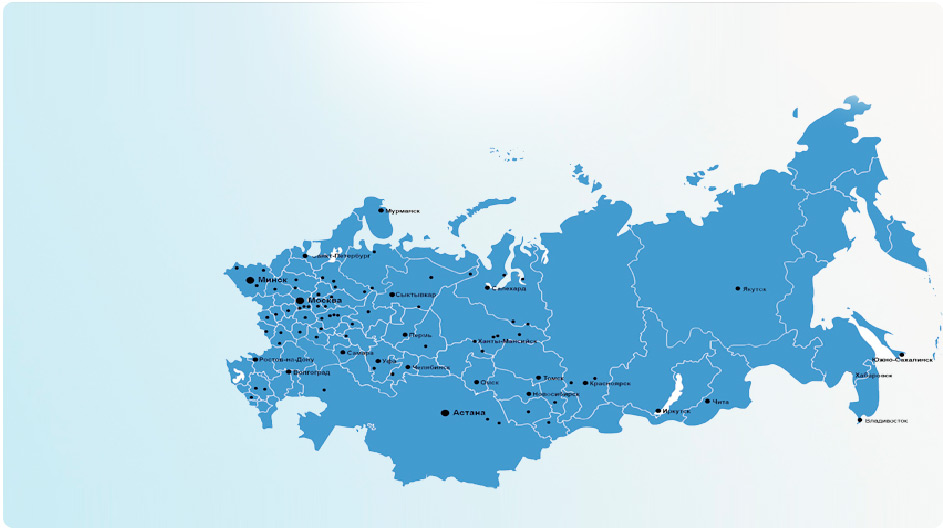 Мурманск
Санкт-Петербург
Минск
Москва
Сыктывкар
Салехард
Якутск
Пермь
Ханты-Мансийск
Самара
Уфа
Челябинск
Ростов-на-Дону
Волгоград
Омск
Томск
Красноярск
Новосибирск
Астана
Иркутск
Чита
Южно-Сахалинск
Хабаровск
Владивосток